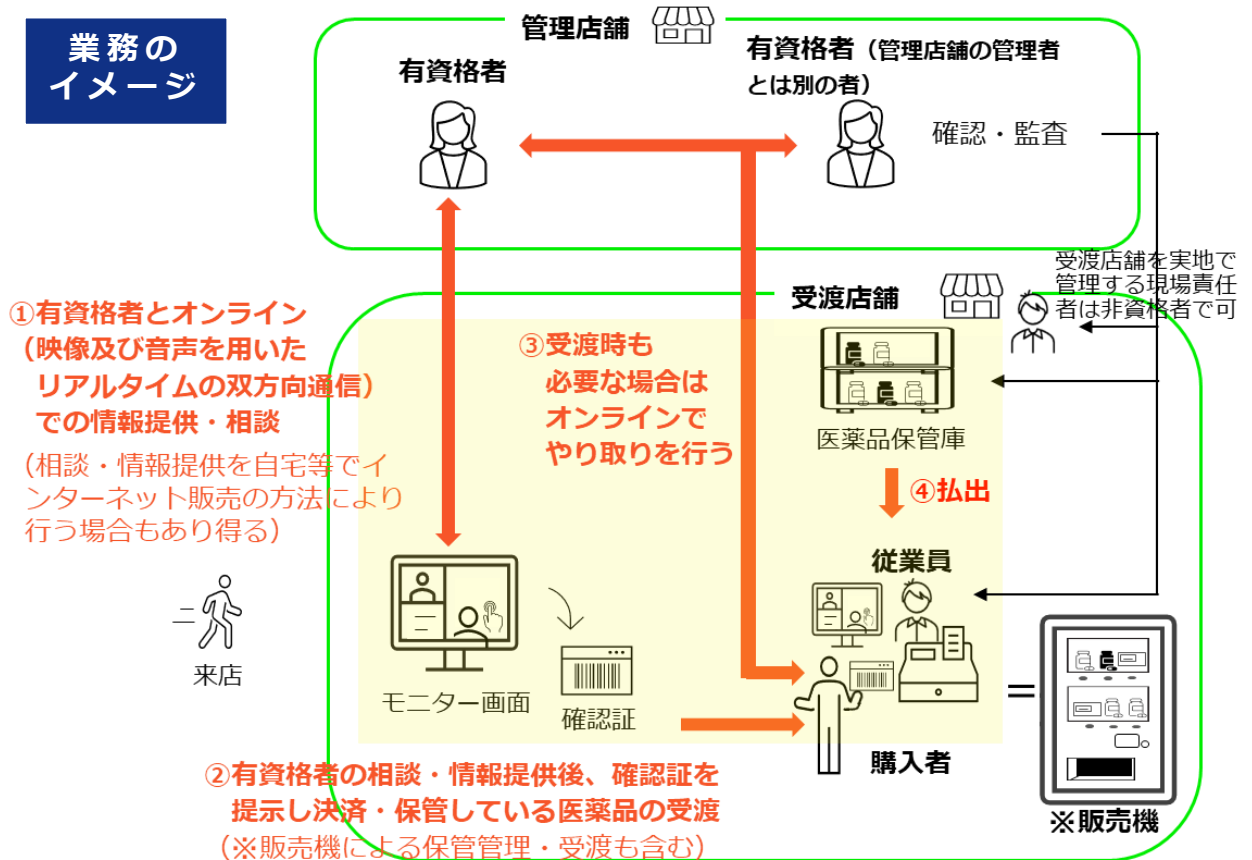 業務の
イメージ
管理店舗
有資格者
有資格者（管理店舗の管理者
とは別の者）
確認・監査
受渡店舗を実地で
管理する現場責任
者は非資格者で可
受渡店舗
①有資格者とオンライン
（映像及び音声を用いた
リアルタイムの双方向通信）
での情報提供・相談
（相談・情報提供を自宅等でイ
ンターネット販売の方法により
行う場合もあり得る）
③受渡時も
必要な場合は
オンラインで
やり取りを行う
医薬品保管庫
④払出
従業員
来店
モニター画面
確認証
購入者
=
※販売機
②有資格者の相談・情報提供後、確認証を
提示し決済・保管している医薬品の受渡
（※販売機による保管管理・受渡も含む）